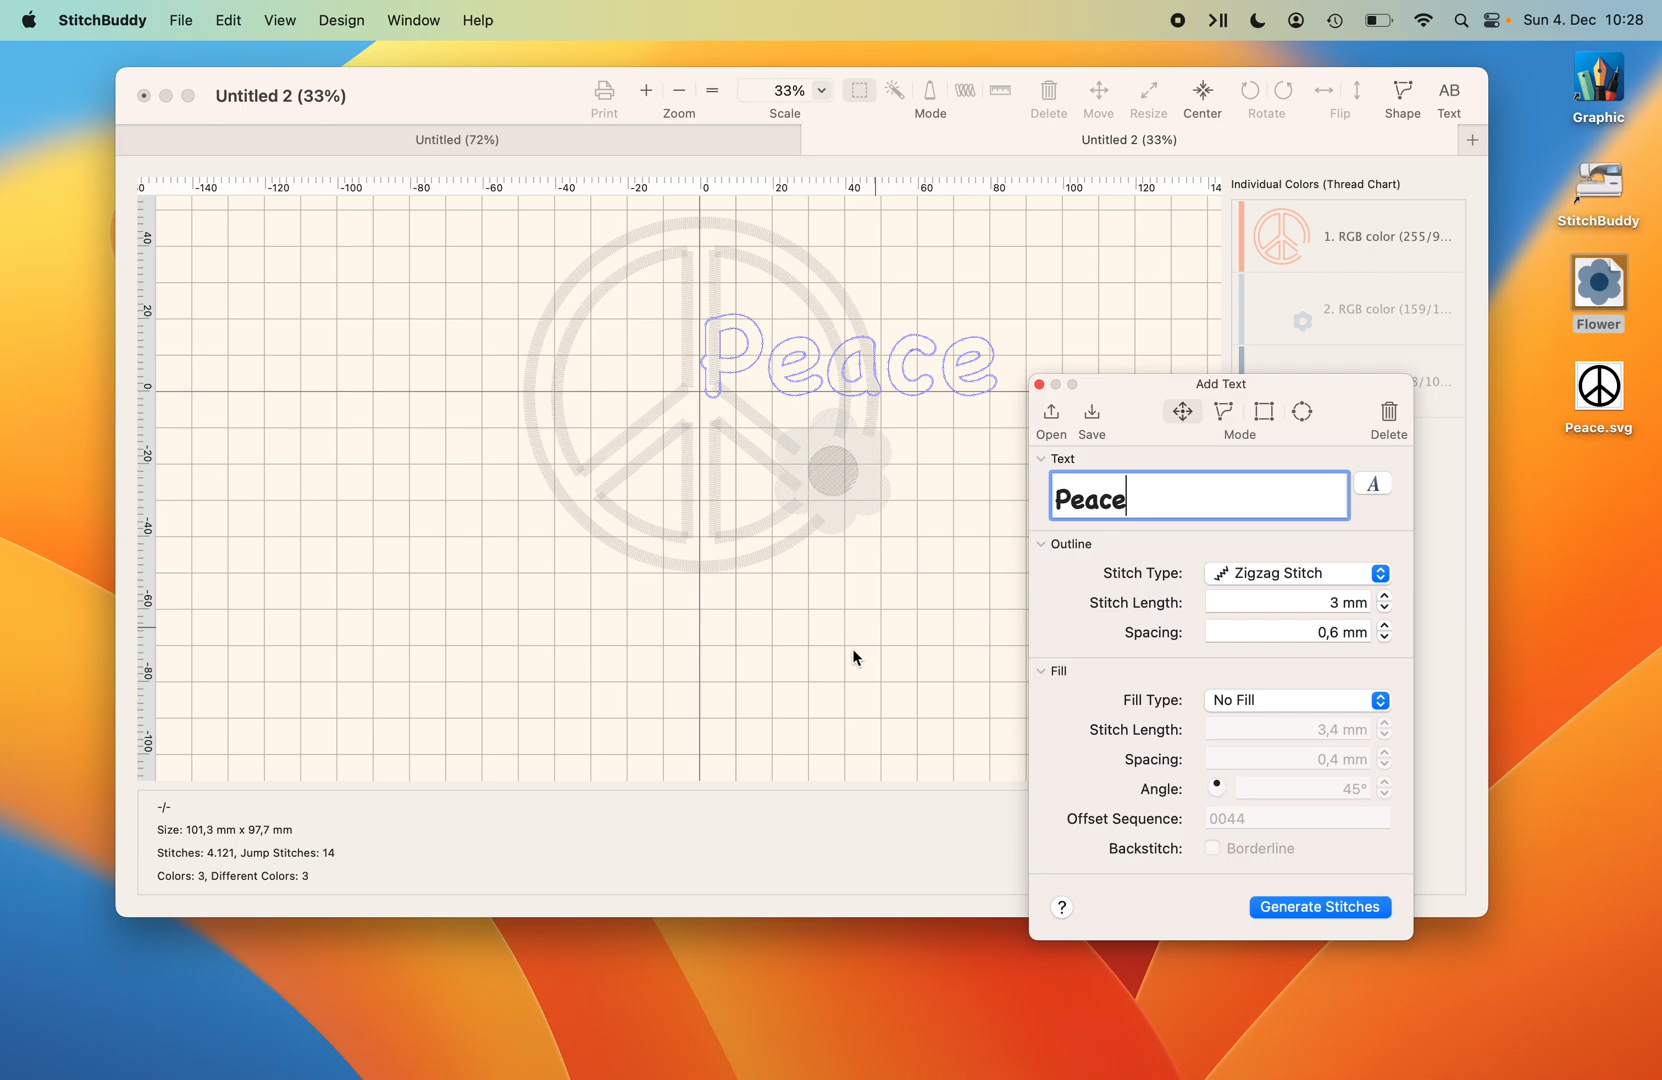 StitchBuddy File Edit View Design Window Help Sun 4. Dec 10:28
Untitled 2 (33%)
33%
Print Zoom Scale Mode Delete Move Resize Center Rotate Flip Shape Text
AB
Untitled (72%)
Untitled 2 (33%)
-140 -120 -100 -80 -60 -40 -20 0 20 40 60 80 100 120 14
40
20
0
-20
-40
-60
-80
-100
Peace
Individual Colors (Thread Chart)
1. RGB color (255/9...
2. RGB color (159/1...
/10...
-/-
Size: 101,3 mm x 97,7 mm
Stitches: 4.121, Jump Stitches: 14
Colors: 3, Different Colors: 3
Add Text
Open Save Mode Delete
Text
Peace
A
Outline
Stitch Type: Zigzag Stitch
Stitch Length: 3 mm
Spacing: 0,6 mm
Fill
Fill Type: No Fill
Stitch Length: 3,4 mm
Spacing: 0,4 mm
Angle: 45°
Offset Sequence: 0044
Backstitch: Borderline
?
Generate Stitches
Graphic
StitchBuddy
Flower
Peace.svg